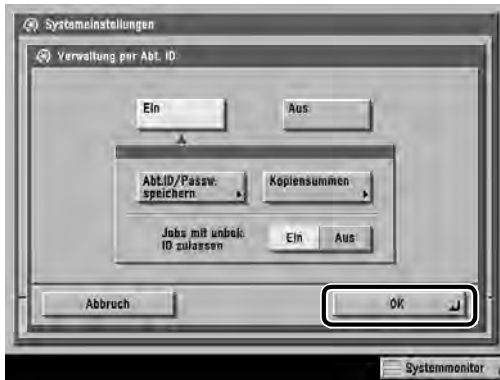 Systemeinstellungen
Verwaltung per Abt. ID
Ein
Aus
Abt.ID/Passw. speichern
Kopiensummen
Jobs mit unbek. ID zulassen
Ein
Aus
Abbruch
OK
Systemmonitor